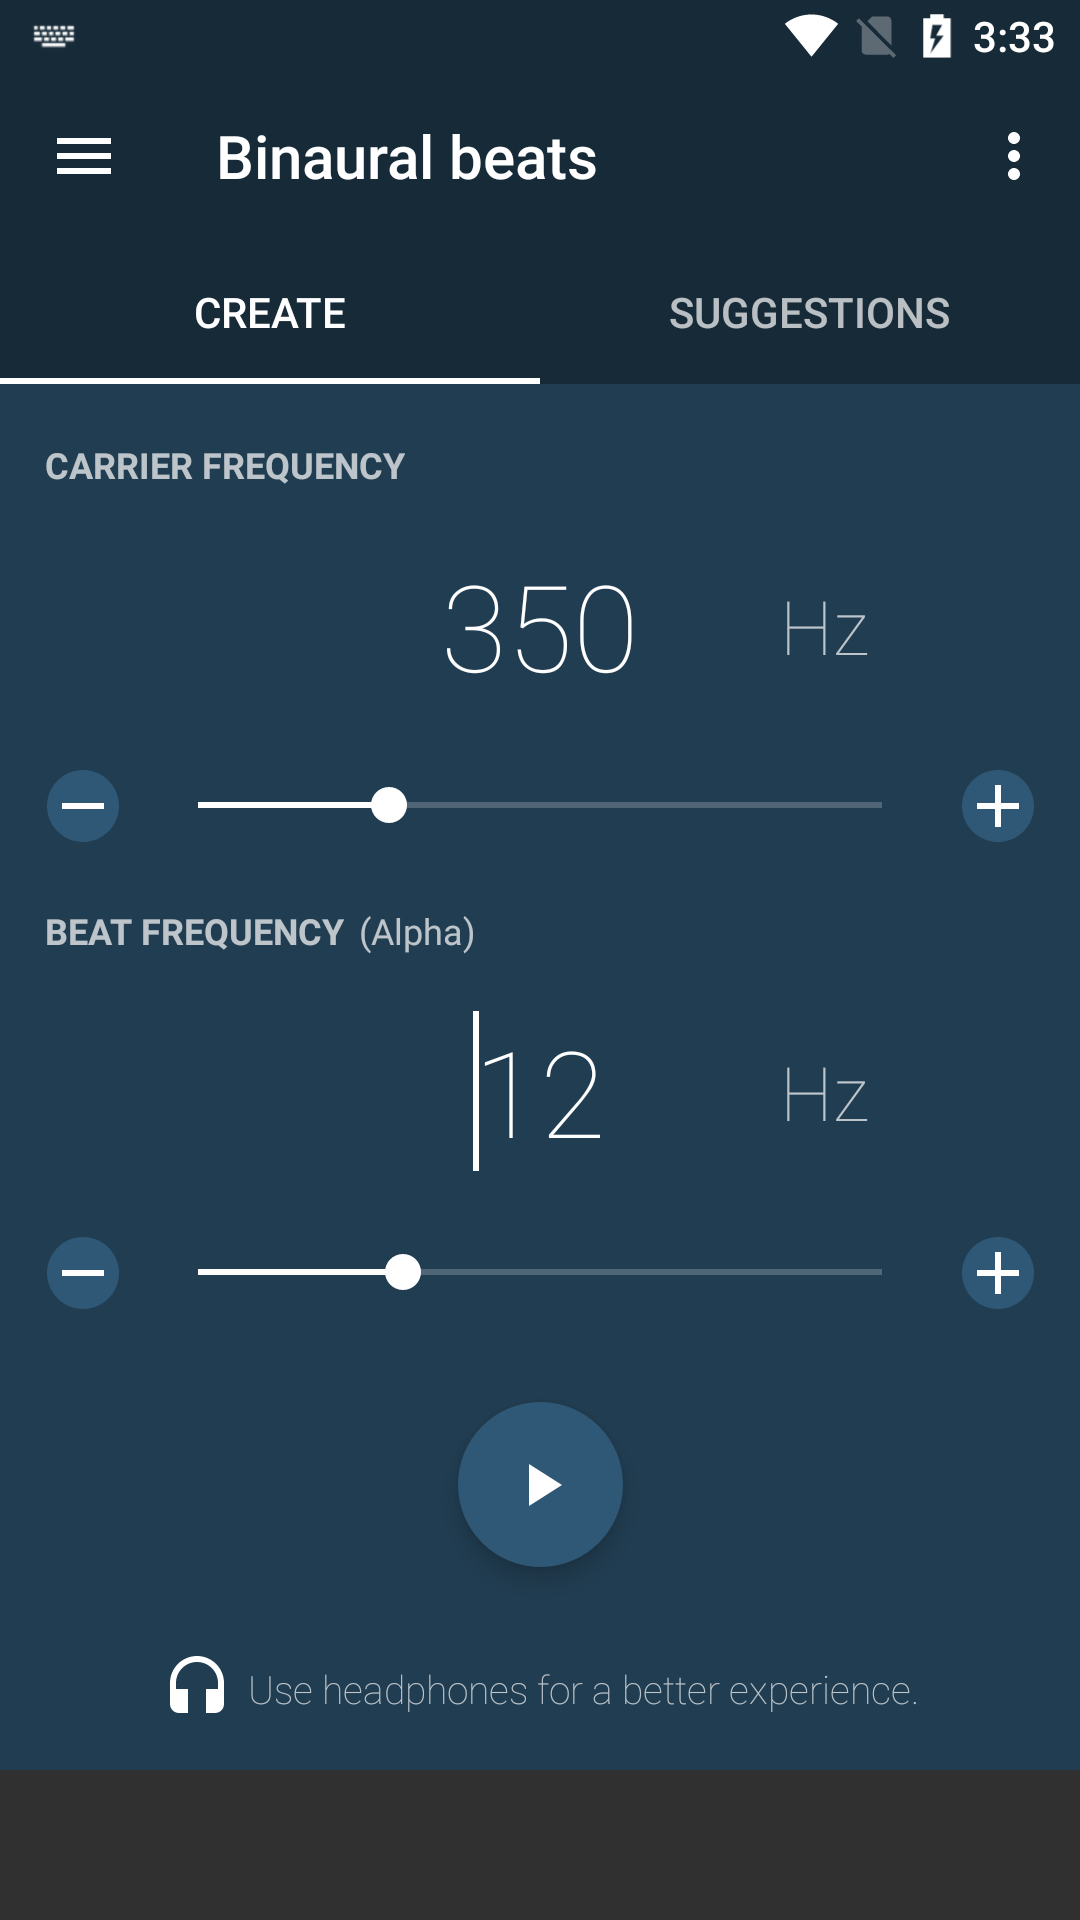 3:33
Binaural beats
CREATE
SUGGESTIONS
CARRIER FREQUENCY
350 Hz
BEAT FREQUENCY (Alpha)
12 Hz
Use headphones for a better experience.